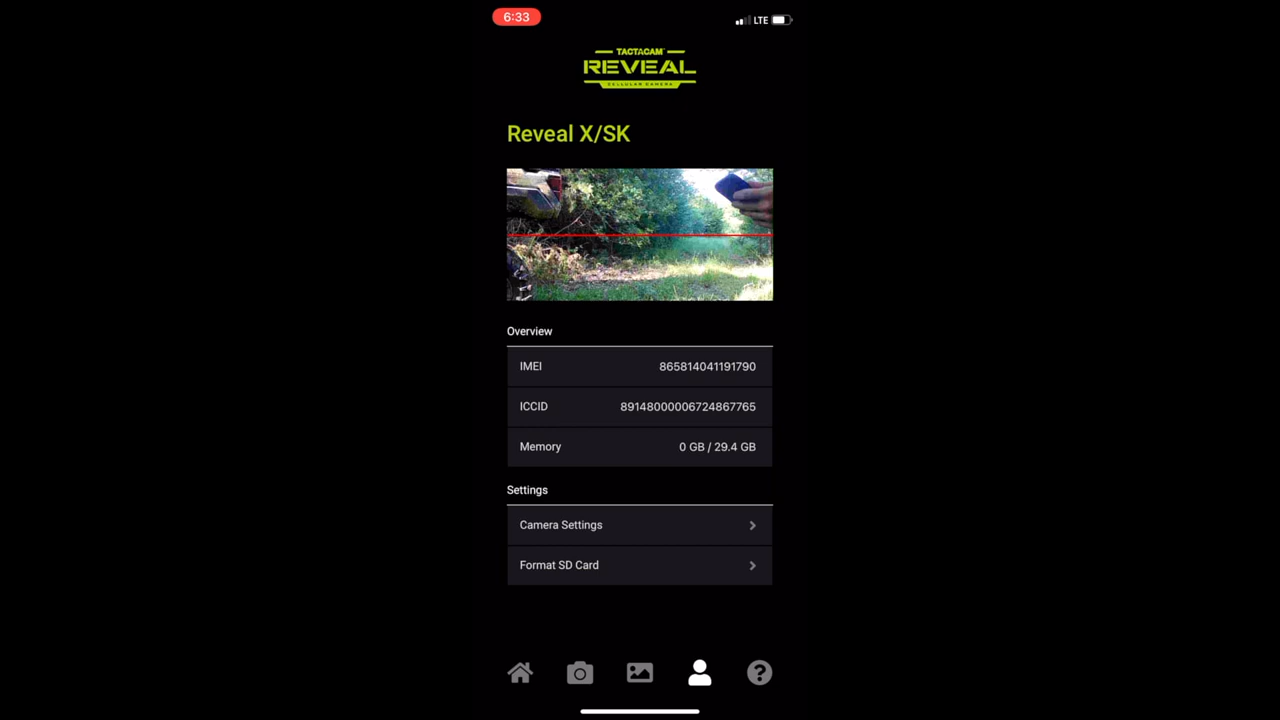 6:33
LTE
TACTACAM
REVEAL
CELLULAR CAMERA
Reveal X/SK
Overview
IMEI 865814041191790
ICCID 89148000006724867765
Memory 0 GB / 29.4 GB
Settings
Camera Settings
Format SD Card